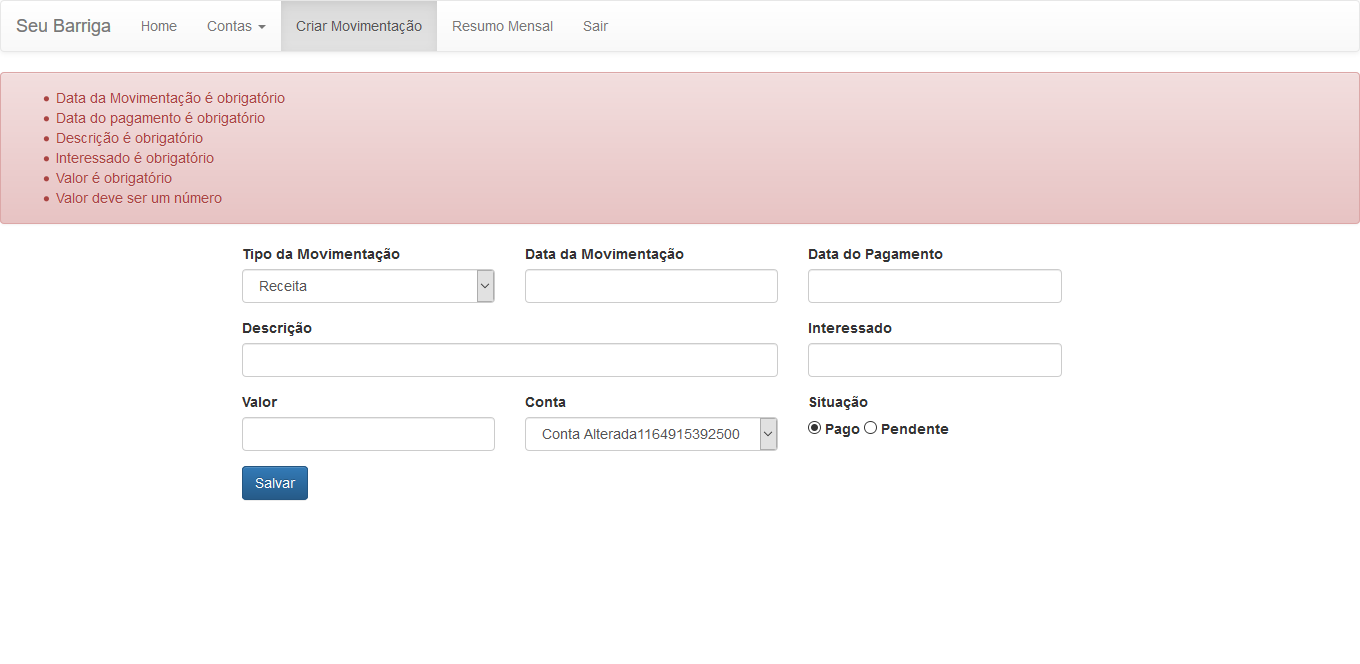 Seu Barriga Home Contas Criar Movimentação Resumo Mensal Sair
Data da Movimentação é obrigatório
Data do pagamento é obrigatório
Descrição é obrigatório
Interessado é obrigatório
Valor é obrigatório
Valor deve ser um número
Tipo da Movimentação Data da Movimentação Data do Pagamento
Receita
Descrição Interessado
Valor Conta Situação
Conta Alterada1164915392500 Pago Pendente
Salvar